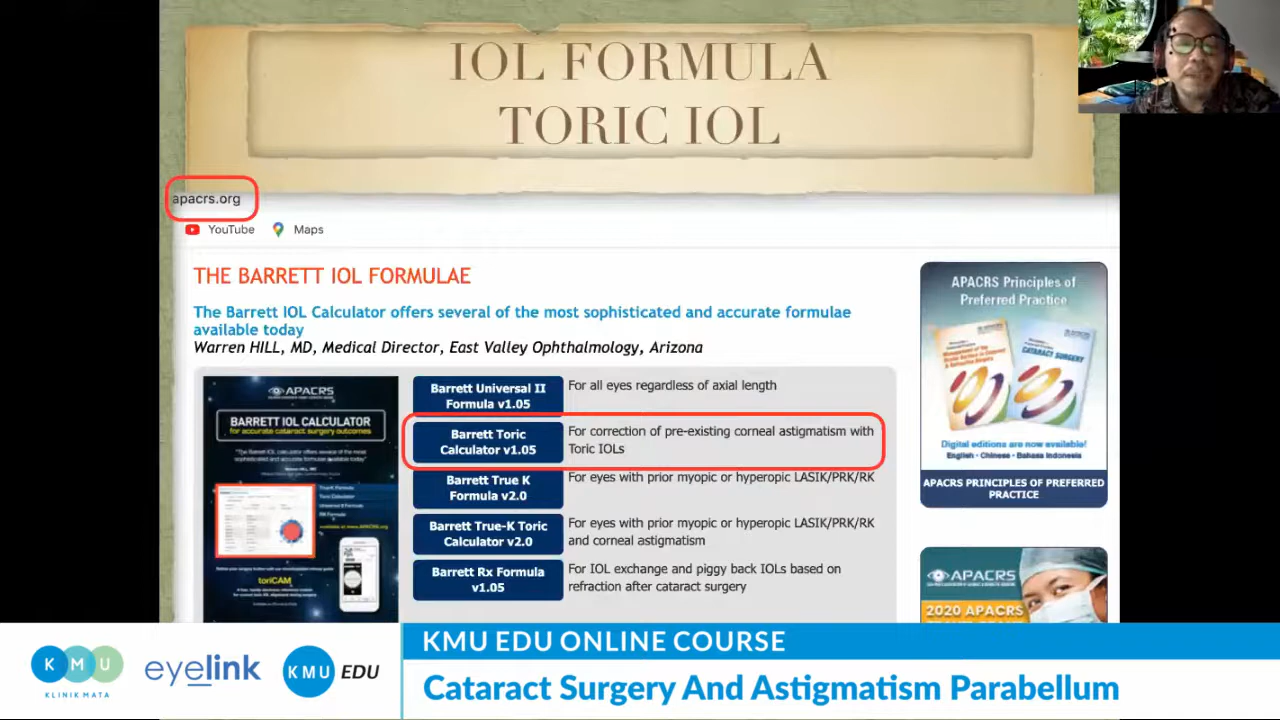 IOL FORMULA
TORIC IOL
apacrs.org
YouTube
Maps
THE BARRETT IOL FORMULAE
The Barrett IOL Calculator offers several of the most sophisticated and accurate formulae
available today
Warren HILL, MD, Medical Director, East Valley Ophthalmology, Arizona
APACRS
BARRETT IOL CALCULATOR
for accurate cataract surgery outcomes
toriCAM
Barrett Universal II
Formula v1.05
For all eyes regardless of axial length
Barrett Toric
Calculator v1.05
For correction of pre-existing corneal astigmatism with
Toric IOLs
Barrett True K
Formula v2.0
For eyes with prior myopic or hyperopic LASIK/PRK/RK
Barrett True-K Toric
Calculator v2.0
For eyes with prior myopic or hyperopic LASIK/PRK/RK
and corneal astigmatism
Barrett Rx Formula
v1.05
For IOL exchange and piggy back IOLs based on
refraction after cataract surgery
APACRS Principles of
Preferred Practice
CATARACT SURGERY
Digital editions are now available!
English • Chinese • Bahasa Indonesia
APACRS PRINCIPLES OF PREFERRED
PRACTICE
APACRS
2020 APACRS
KMU
KLINIK MATA
eyelink
KMU EDU
KMU EDU ONLINE COURSE
Cataract Surgery And Astigmatism Parabellum